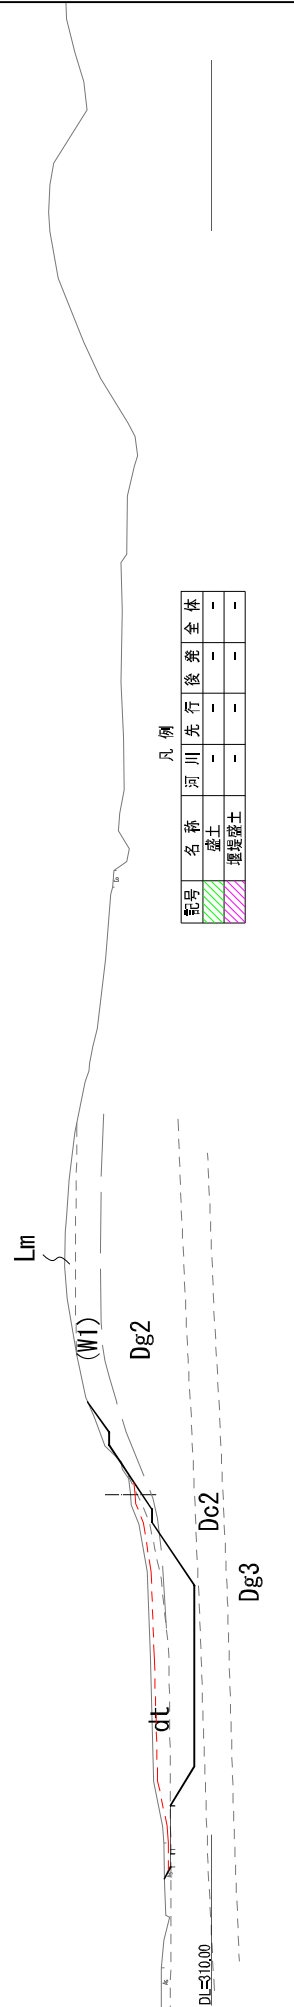 Lm
(W1)
Dg2
dt
Dc2
Dg3
DL=310.00
凡 例
記号 名 称 河 川 先 行 後 発 全 体
盛土 - - - -
堰堤盛土 - - - -